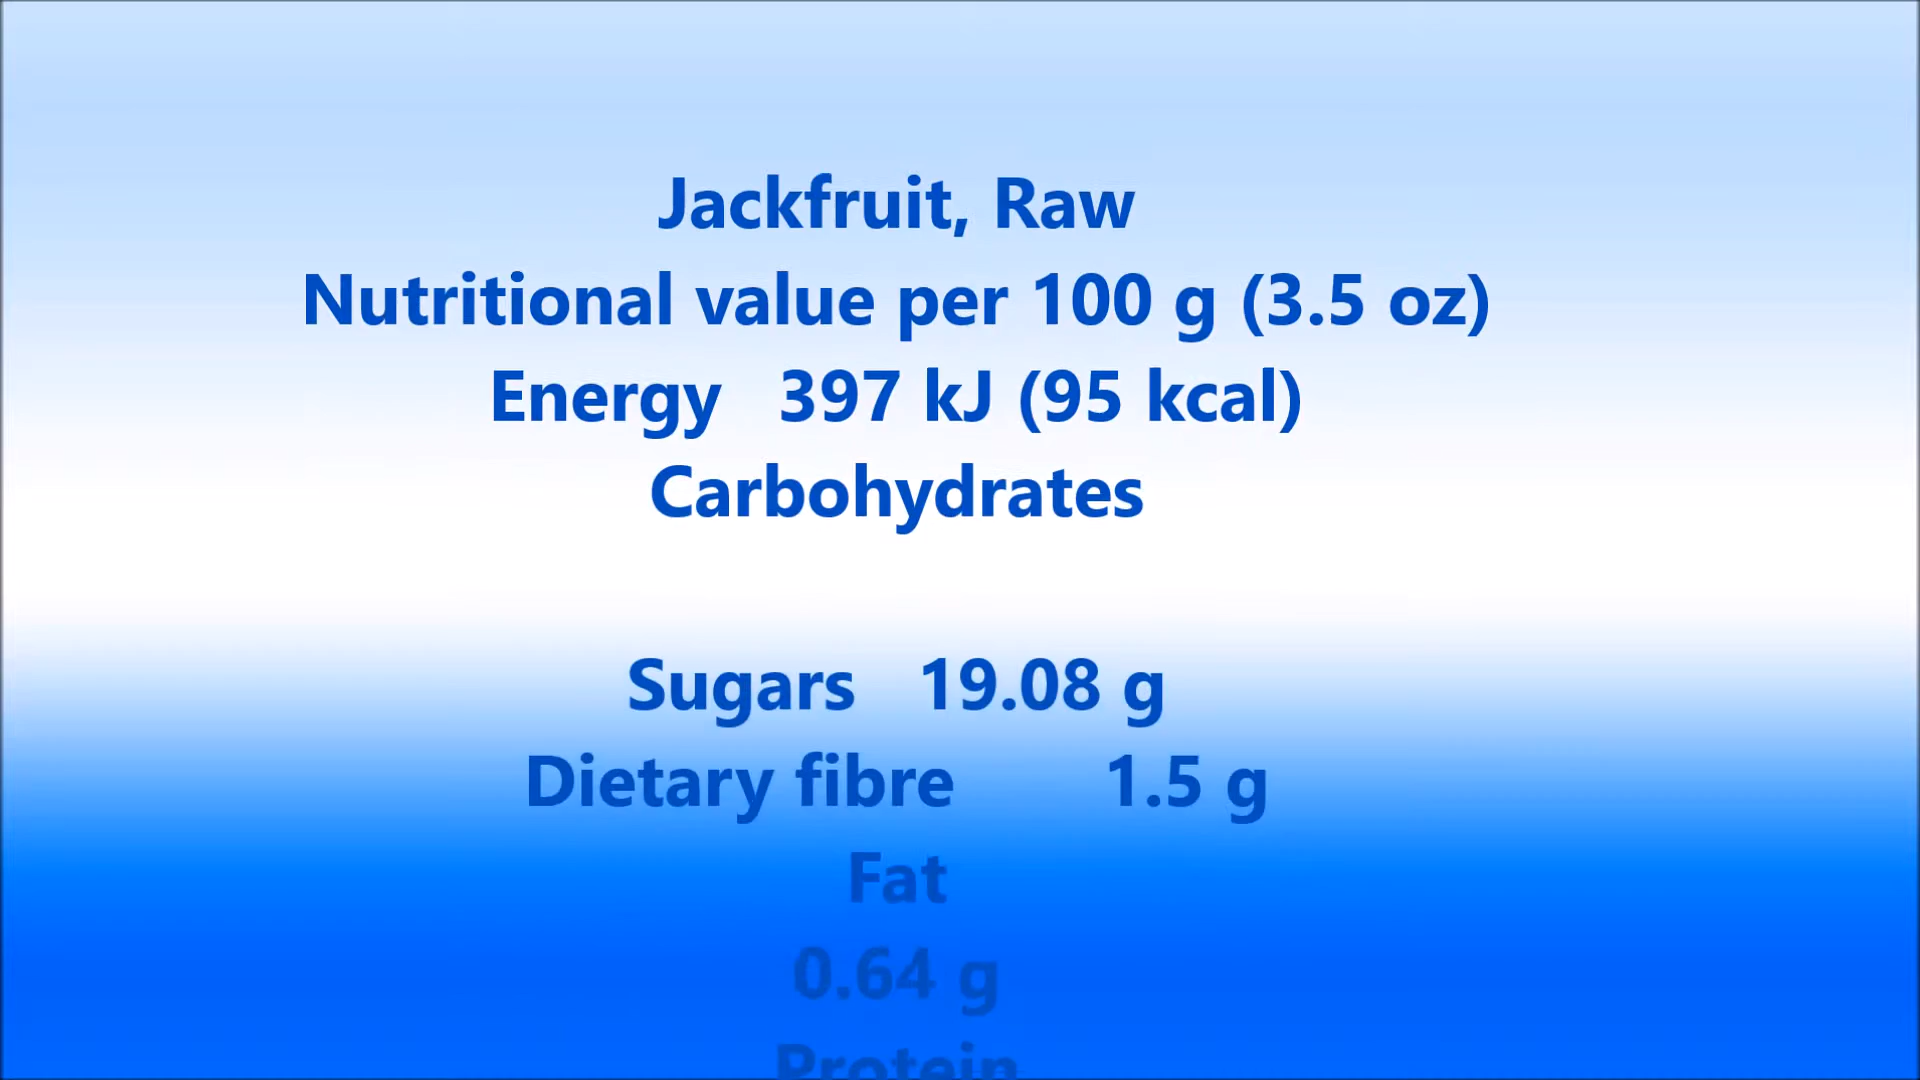 Jackfruit, Raw
Nutritional value per 100 g (3.5 oz)
Energy 397 kJ (95 kcal)
Carbohydrates
Sugars 19.08 g
Dietary fibre 1.5 g
Fat
0.64 g
Protein